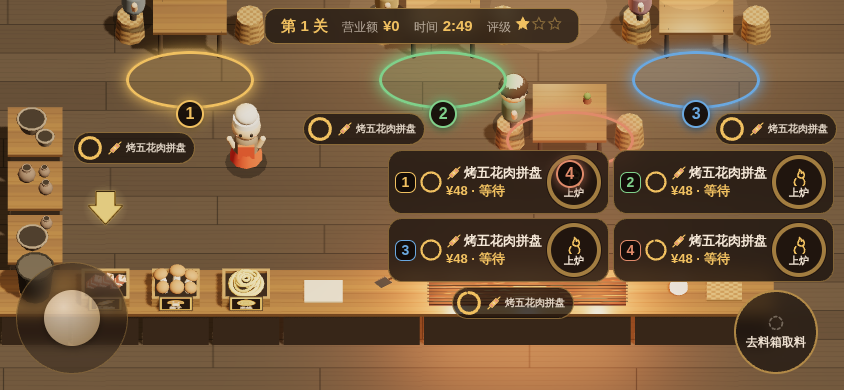 第 1 关 营业额 ¥0 时间 2:49 评级
1
2
3
烤五花肉拼盘
烤五花肉拼盘
烤五花肉拼盘
1 烤五花肉拼盘
¥48 · 等待
4
上炉
2 烤五花肉拼盘
¥48 · 等待
上炉
3 烤五花肉拼盘
¥48 · 等待
上炉
4 烤五花肉拼盘
¥48 · 等待
上炉
烤五花肉拼盘
去料箱取料